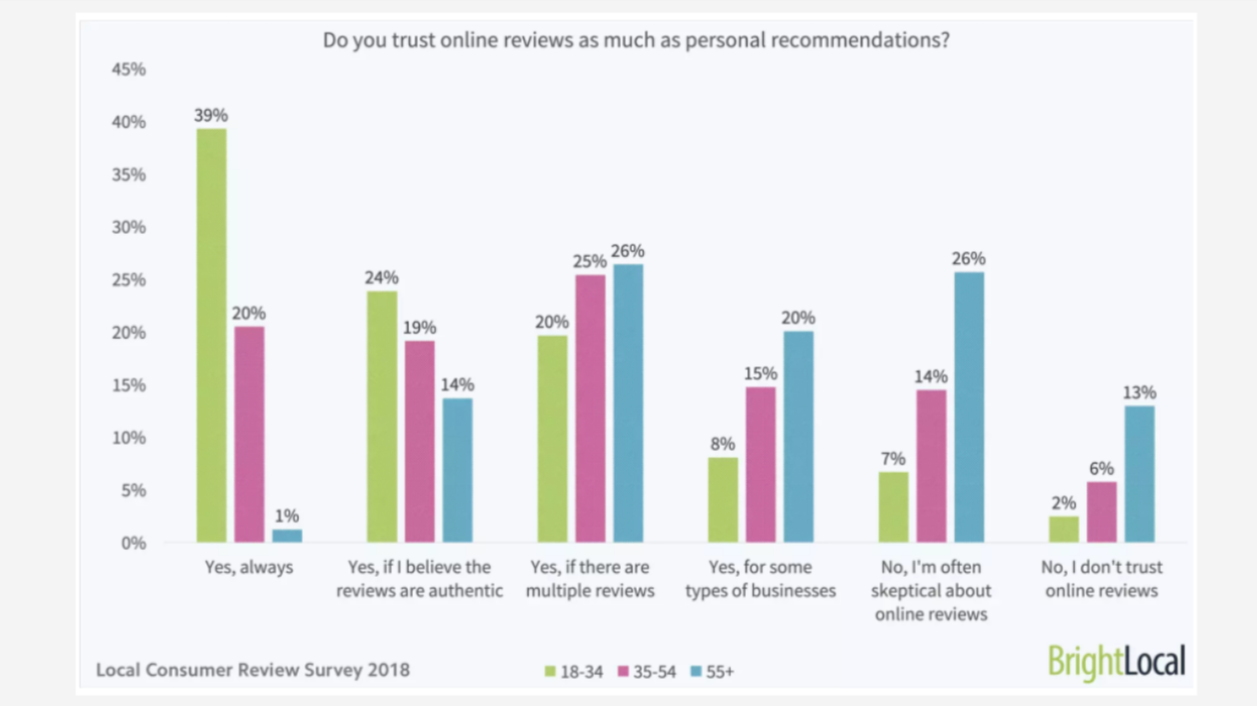 Do you trust online reviews as much as personal recommendations?
45%
40%
35%
30%
25%
20%
15%
10%
5%
0%
39%
20%
1%
24%
19%
14%
20%
25%
26%
8%
15%
20%
7%
14%
26%
2%
6%
13%
Yes, always
Yes, if I believe the
reviews are authentic
Yes, if there are
multiple reviews
Yes, for some
types of businesses
No, I'm often
skeptical about
online reviews
No, I don't trust
online reviews
Local Consumer Review Survey 2018
18-34 35-54 55+
BrightLocal